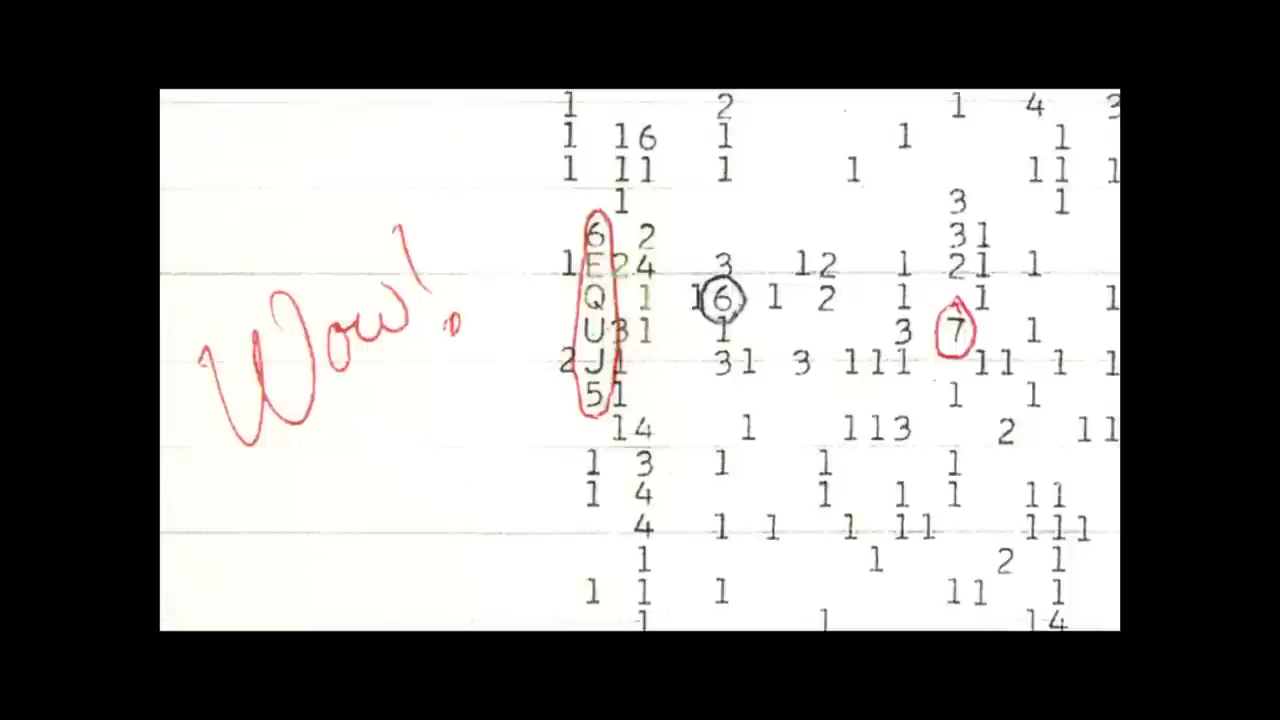 1 2 1 4 3
1 16 1 1 1
1 11 1 1 11 1
1 3 1
6 2 31
1E24 3 12 1 21 1
Q 1 16 1 2 1 1 1
U31 1 3 7 1
2J1 31 3 111 11 1 1
51 1 1
Wow!
14 1 113 2 11
1 3 1 1 1
1 4 1 1 1 11
4 1 1 1 11 111
1 1 2 1
1 1 1 11 1
1 1 14